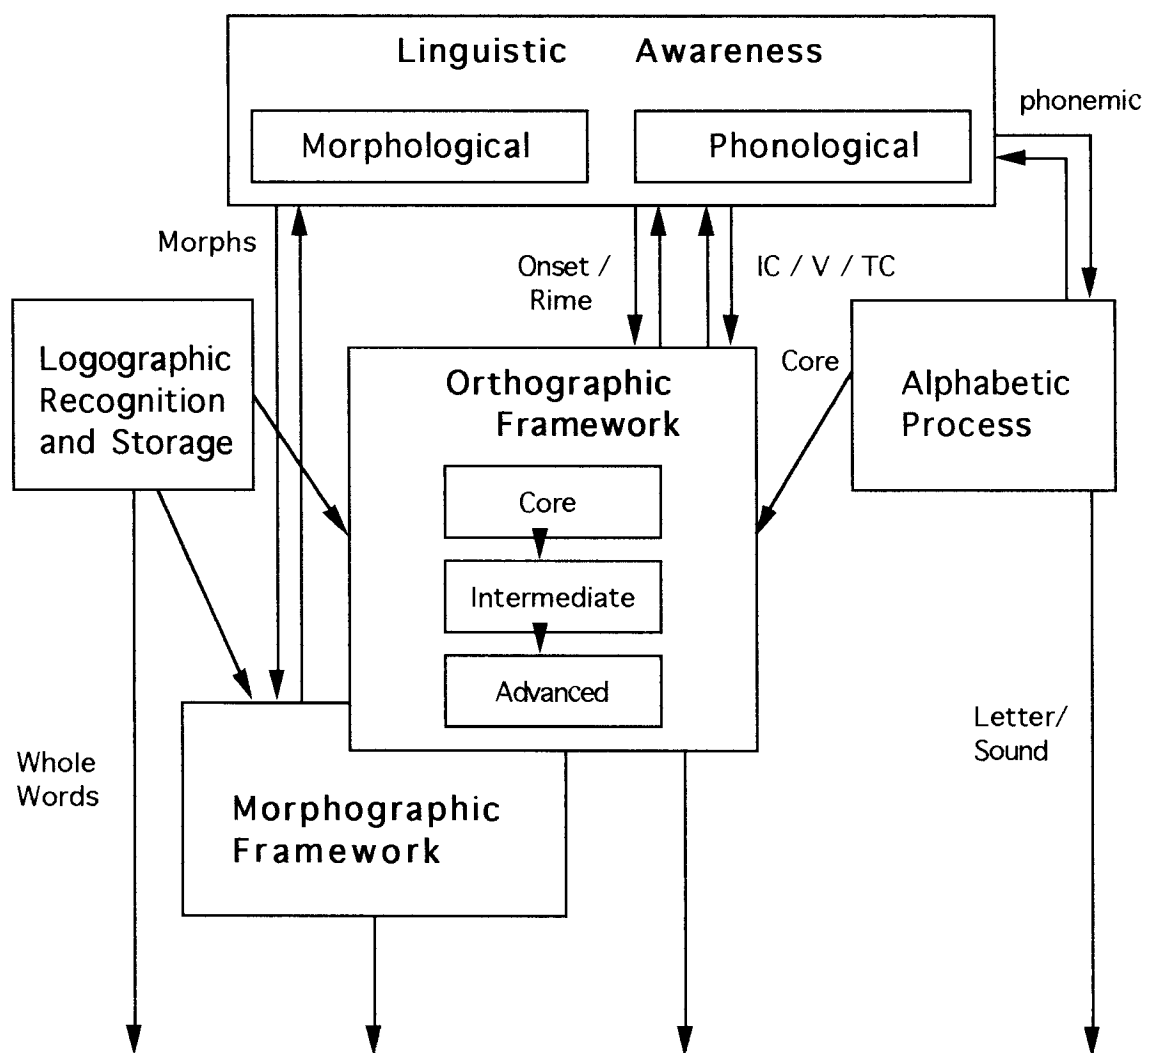 Linguistic Awareness
phonemic
Morphological
Phonological
Morphs
Onset /
Rime
IC / V / TC
Logographic
Recognition
and Storage
Orthographic
Framework
Core
Alphabetic
Process
Core
Intermediate
Advanced
Letter/
Sound
Whole
Words
Morphographic
Framework